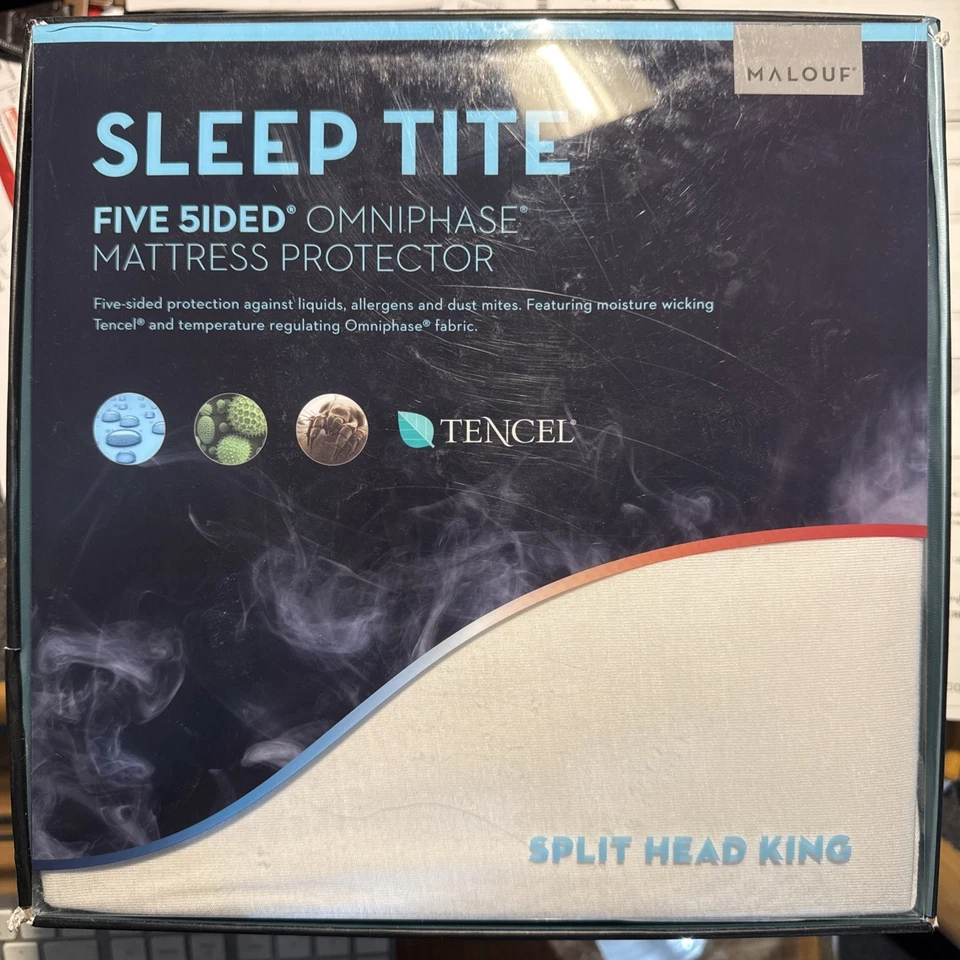 MALOUF®
SLEEP TITE
FIVE 5IDED® OMNIPHASE®
MATTRESS PROTECTOR
Five-sided protection against liquids, allergens and dust mites. Featuring moisture wicking
Tencel® and temperature regulating Omniphase® fabric.
TENCEL®
SPLIT HEAD KING